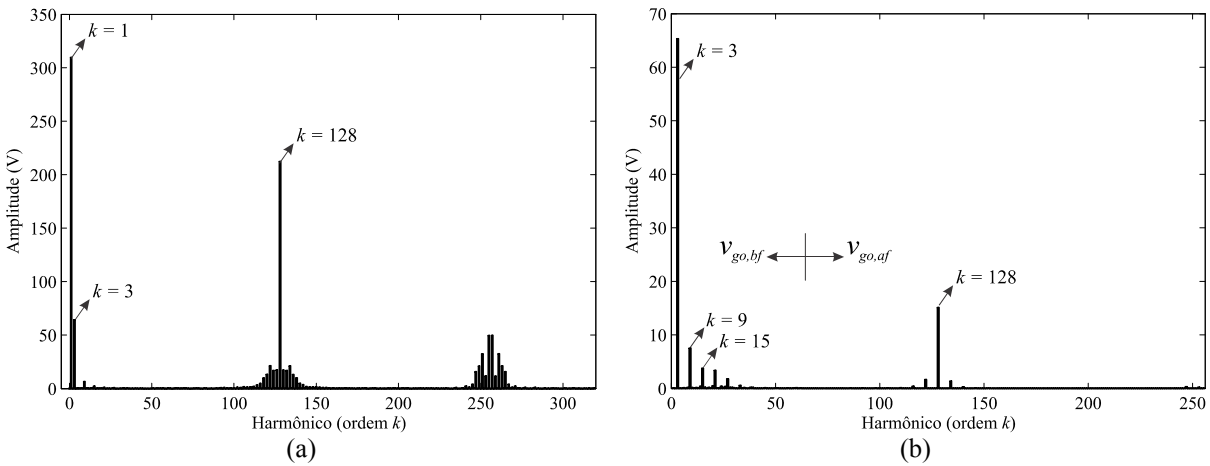 350
300
250
200
150
100
50
0
Amplitude (V)
k = 1
k = 3
k = 128
0 50 100 150 200 250 300
Harmônico (ordem k)
(a)
70
60
50
40
30
20
10
0
Amplitude (V)
k = 3
v_go,bf
v_go,af
k = 9
k = 15
k = 128
0 50 100 150 200 250
Harmônico (ordem k)
(b)